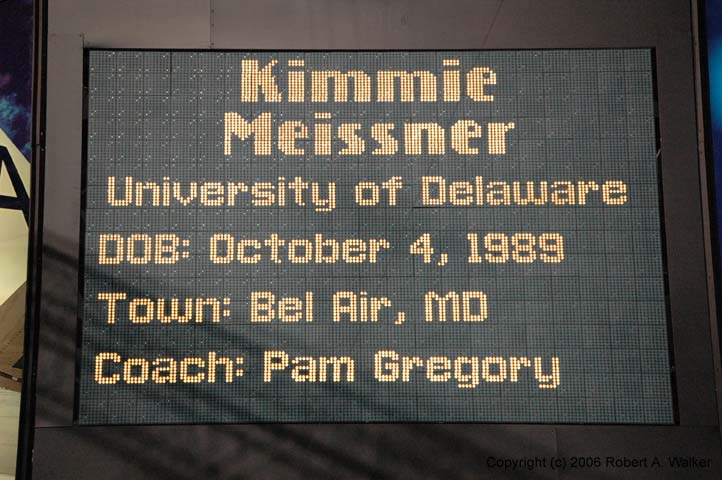 Kimmie
Meissner
University of Delaware
DOB: October 4, 1989
Town: Bel Air, MD
Coach: Pam Gregory
Copyright (c) 2006 Robert A. Walker